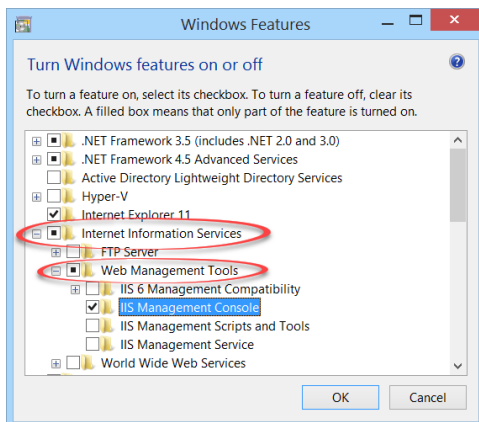 Windows Features
Turn Windows features on or off
To turn a feature on, select its checkbox. To turn a feature off, clear its
checkbox. A filled box means that only part of the feature is turned on.
.NET Framework 3.5 (includes .NET 2.0 and 3.0)
.NET Framework 4.5 Advanced Services
Active Directory Lightweight Directory Services
Hyper-V
Internet Explorer 11
Internet Information Services
FTP Server
Web Management Tools
IIS 6 Management Compatibility
IIS Management Console
IIS Management Scripts and Tools
IIS Management Service
World Wide Web Services
OK Cancel